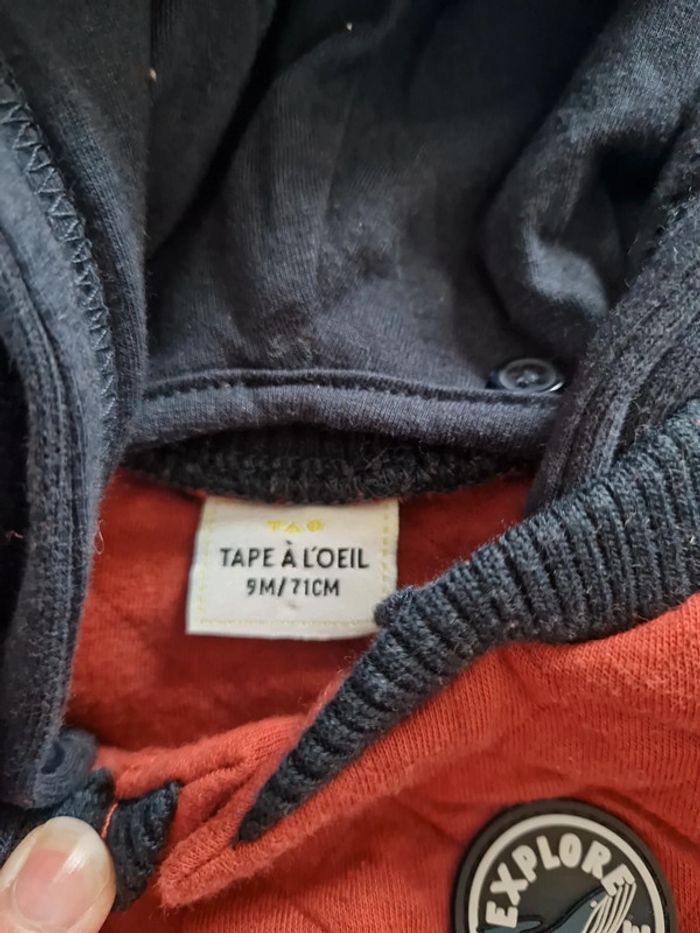 TAO
TAPE À L'OEIL
9M/71CM
EXPLORE